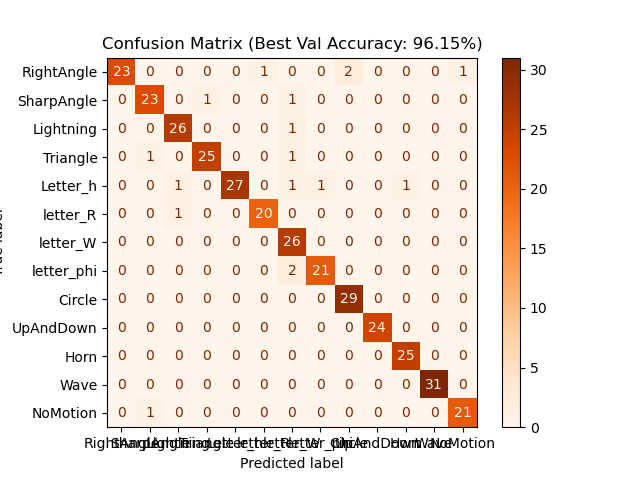 Confusion Matrix (Best Val Accuracy: 96.15%)
RightAngle 23 0 0 0 0 1 0 0 2 0 0 0 1
SharpAngle 0 23 0 1 0 0 1 0 0 0 0 0 0
Lightning 0 0 26 0 0 0 1 0 0 0 0 0 0
Triangle 0 1 0 25 0 0 1 0 0 0 0 0 0
Letter_h 0 0 1 0 27 0 1 1 0 0 1 0 0
letter_R 0 0 1 0 0 20 0 0 0 0 0 0 0
letter_W 0 0 0 0 0 0 26 0 0 0 0 0 0
letter_phi 0 0 0 0 0 0 2 21 0 0 0 0 0
Circle 0 0 0 0 0 0 0 0 29 0 0 0 0
UpAndDown 0 0 0 0 0 0 0 0 0 24 0 0 0
Horn 0 0 0 0 0 0 0 0 0 0 25 0 0
Wave 0 0 0 0 0 0 0 0 0 0 0 31 0
NoMotion 0 1 0 0 0 0 0 0 0 0 0 0 21
NoMotion
Predicted label
30
25
20
15
10
5
0